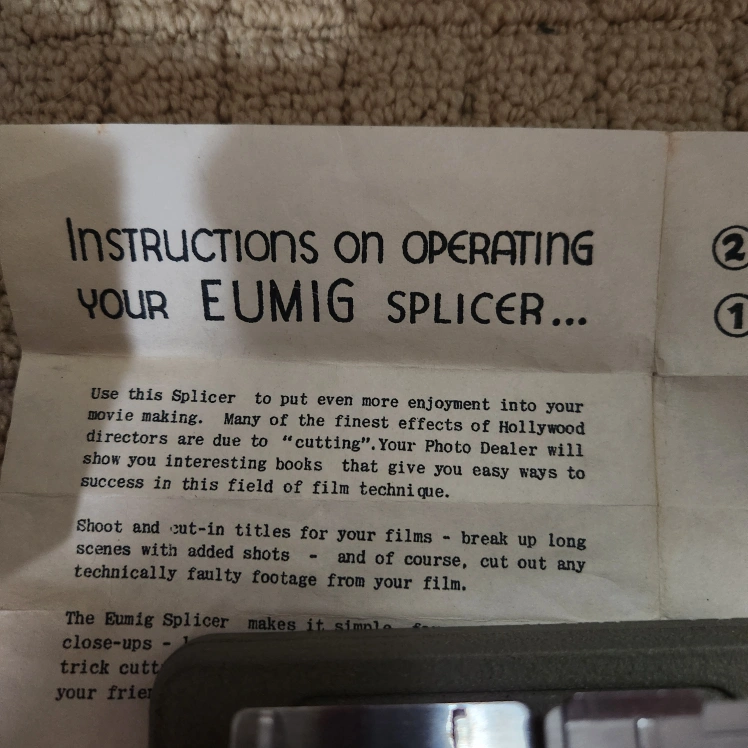 INSTRUCTIONS ON OPERATING
YOUR EUMIG SPLICER...
Use this Splicer to put even more enjoyment into your
movie making. Many of the finest effects of Hollywood
directors are due to “cutting”.Your Photo Dealer will
show you interesting books that give you easy ways to
success in this field of film technique.
Shoot and cut-in titles for your films - break up long
scenes with added shots - and of course, cut out any
technically faulty footage from your film.
The Eumig Splicer makes it simple
close-ups -
trick
your
2
1